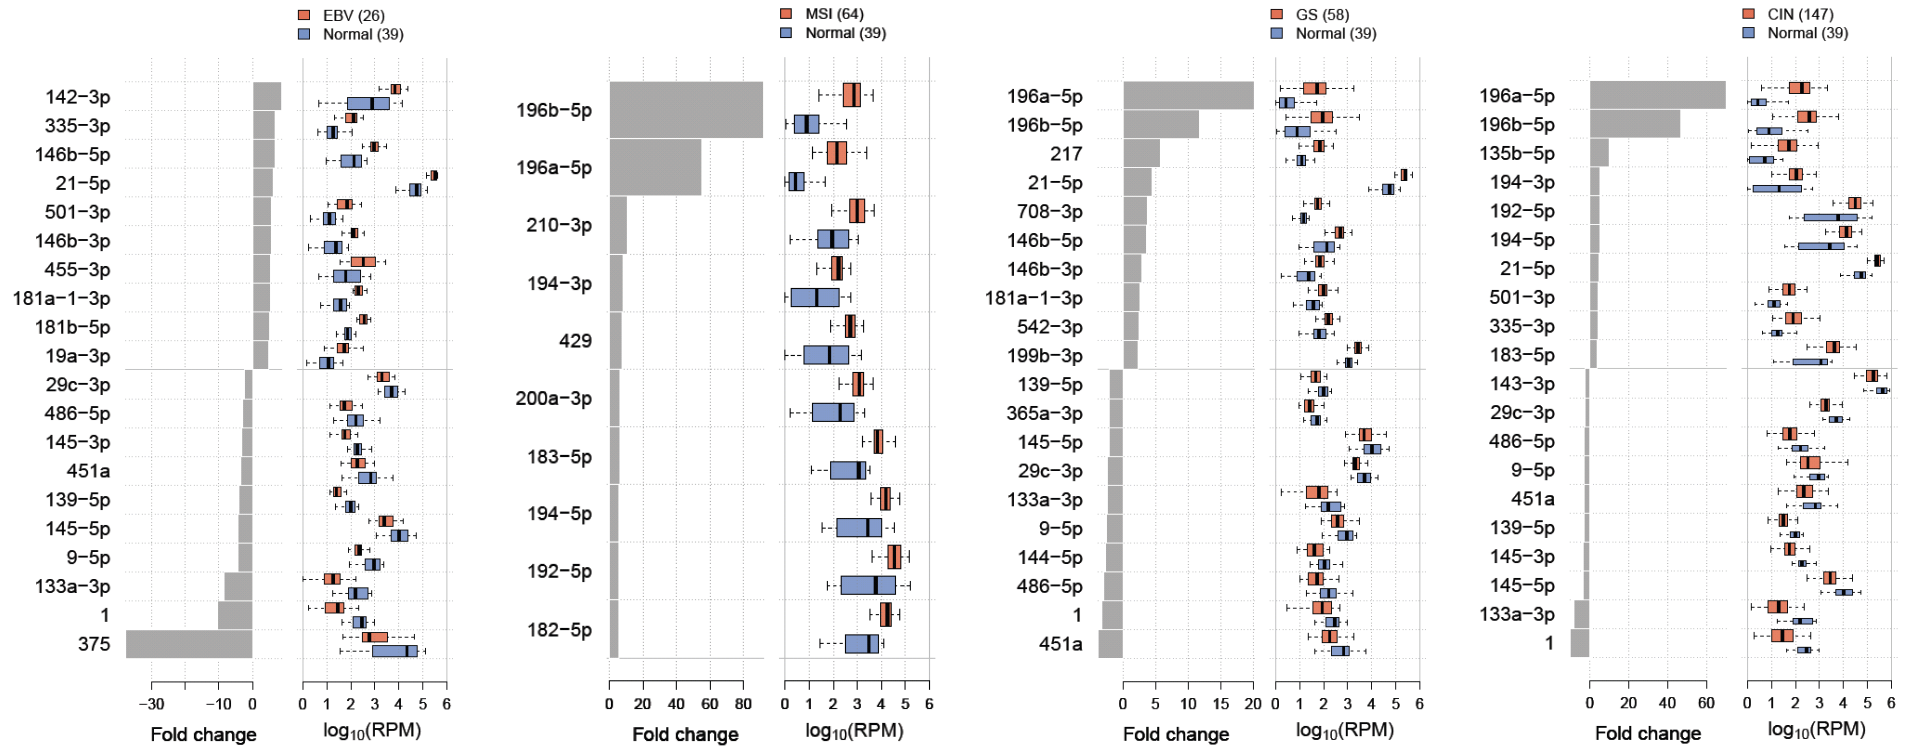 EBV (26)
Normal (39)
142−3p
335−3p
146b−5p
21−5p
501−3p
146b−3p
455−3p
181a−1−3p
181b−5p
19a−3p
29c−3p
486−5p
145−3p
451a
139−5p
145−5p
9−5p
133a−3p
1
375
−30 −10 0
Fold change
0 1 2 3 4 5 6
log10(RPM)
MSI (64)
Normal (39)
196b−5p
196a−5p
210−3p
194−3p
429
200a−3p
183−5p
194−5p
192−5p
182−5p
0 20 40 60 80
Fold change
0 1 2 3 4 5 6
log10(RPM)
GS (58)
Normal (39)
196a−5p
196b−5p
217
21−5p
708−3p
146b−5p
146b−3p
181a−1−3p
542−3p
199b−3p
139−5p
365a−3p
145−5p
29c−3p
133a−3p
9−5p
144−5p
486−5p
1
451a
0 5 10 15 20
Fold change
0 1 2 3 4 5 6
log10(RPM)
CIN (147)
Normal (39)
196a−5p
196b−5p
135b−5p
194−3p
192−5p
194−5p
21−5p
501−3p
335−3p
183−5p
143−3p
29c−3p
486−5p
9−5p
451a
139−5p
145−3p
145−5p
133a−3p
1
0 20 40 60
Fold change
0 1 2 3 4 5 6
log10(RPM)